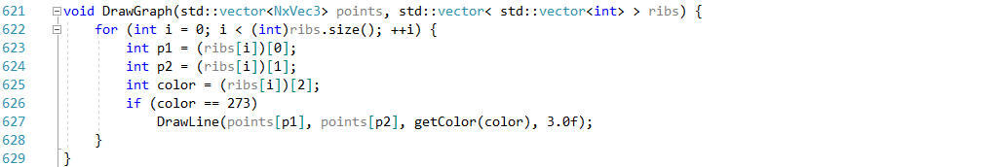 621 void DrawGraph(std::vector<NxVec3> points, std::vector< std::vector<int> > ribs) {
622 for (int i = 0; i < (int)ribs.size(); ++i) {
623 int p1 = (ribs[i])[0];
624 int p2 = (ribs[i])[1];
625 int color = (ribs[i])[2];
626 if (color == 273)
627 DrawLine(points[p1], points[p2], getColor(color), 3.0f);
628 }
629 }